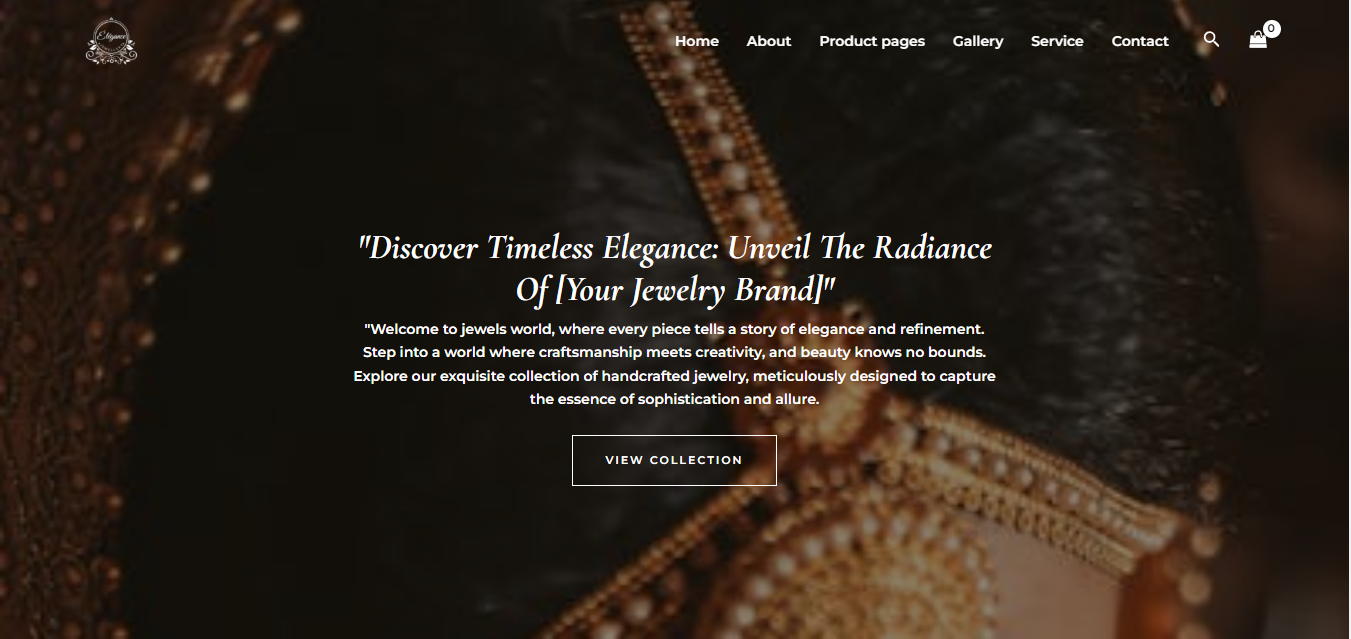 Elégance
Home About Product pages Gallery Service Contact
0
"Discover Timeless Elegance: Unveil The Radiance
Of [Your Jewelry Brand]"
"Welcome to jewels world, where every piece tells a story of elegance and refinement.
Step into a world where craftsmanship meets creativity, and beauty knows no bounds.
Explore our exquisite collection of handcrafted jewelry, meticulously designed to capture
the essence of sophistication and allure.
VIEW COLLECTION